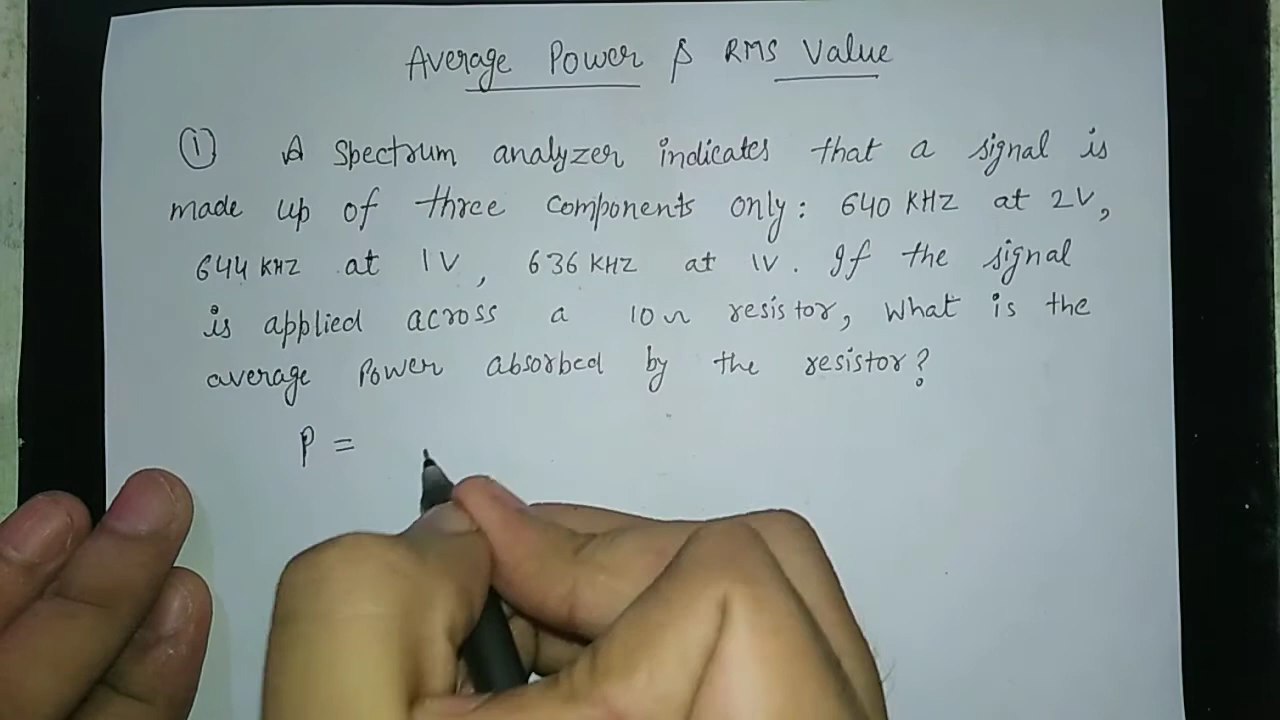 Average Power & RMS Value
① A Spectrum analyzer indicates that a signal is
made up of three components only: 640 KHZ at 2V,
644 KHZ at 1V, 636 KHZ at 1V. If the signal
is applied across a 10Ω resistor, What is the
average Power absorbed by the resistor?
P =